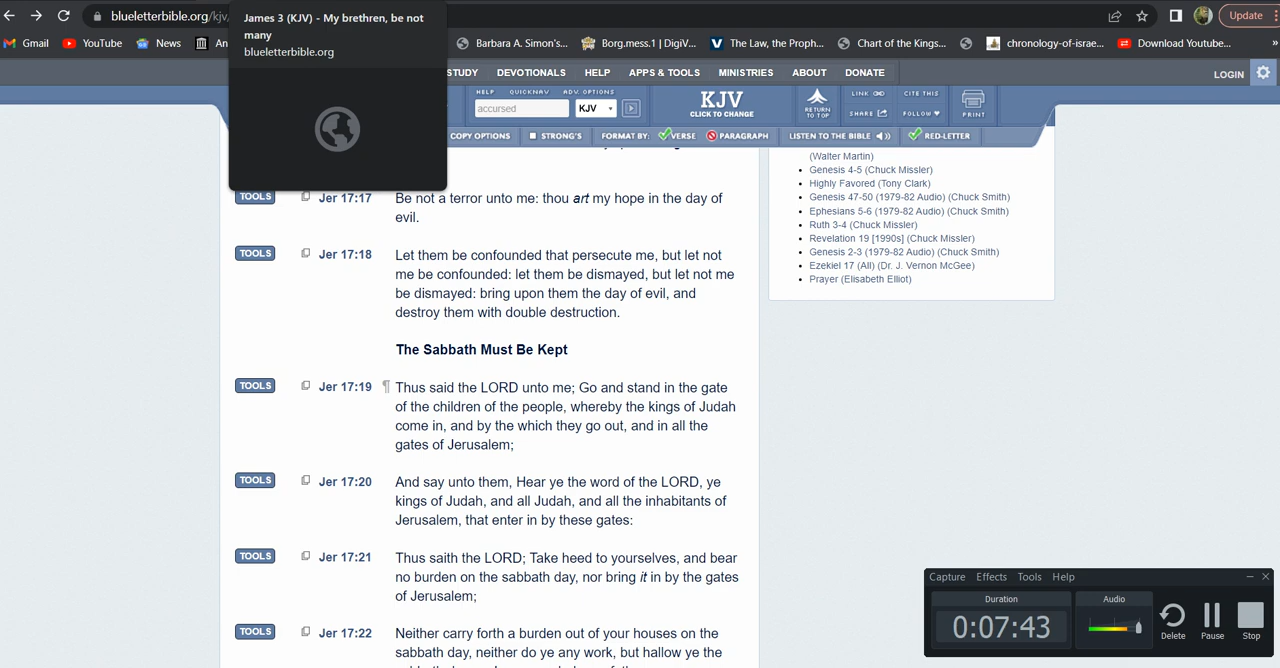 James 3 (KJV) - My brethren, be not
many
blueletterbible.org
blueletterbible.org/kjv
Update
Gmail
YouTube
News
An
Barbara A. Simon's...
Borg.mess.1 | DigiV...
The Law, the Proph...
Chart of the Kings...
chronology-of-israe...
Download Youtube...
»
STUDY
DEVOTIONALS
HELP
APPS & TOOLS
MINISTRIES
ABOUT
DONATE
LOGIN
HELP
QUICKNAV
ADV. OPTIONS
accursed
KJV
KJV
CLICK TO CHANGE
RETURN
TO TOP
LINK
CITE THIS
SHARE
FOLLOW
PRINT
COPY OPTIONS
STRONG'S
FORMAT BY:
VERSE
PARAGRAPH
LISTEN TO THE BIBLE
RED-LETTER
TOOLS
Jer 17:17
Be not a terror unto me: thou art my hope in the day of
evil.
TOOLS
Jer 17:18
Let them be confounded that persecute me, but let not
me be confounded: let them be dismayed, but let not me
be dismayed: bring upon them the day of evil, and
destroy them with double destruction.
The Sabbath Must Be Kept
TOOLS
Jer 17:19
¶
Thus said the LORD unto me; Go and stand in the gate
of the children of the people, whereby the kings of Judah
come in, and by the which they go out, and in all the
gates of Jerusalem;
TOOLS
Jer 17:20
And say unto them, Hear ye the word of the LORD, ye
kings of Judah, and all Judah, and all the inhabitants of
Jerusalem, that enter in by these gates:
TOOLS
Jer 17:21
Thus saith the LORD; Take heed to yourselves, and bear
no burden on the sabbath day, nor bring it in by the gates
of Jerusalem;
TOOLS
Jer 17:22
Neither carry forth a burden out of your houses on the
sabbath day, neither do ye any work, but hallow ye the
(Walter Martin)
Genesis 4-5 (Chuck Missler)
Highly Favored (Tony Clark)
Genesis 47-50 (1979-82 Audio) (Chuck Smith)
Ephesians 5-6 (1979-82 Audio) (Chuck Smith)
Ruth 3-4 (Chuck Missler)
Revelation 19 [1990s] (Chuck Missler)
Genesis 2-3 (1979-82 Audio) (Chuck Smith)
Ezekiel 17 (All) (Dr. J. Vernon McGee)
Prayer (Elisabeth Elliot)
Capture
Effects
Tools
Help
Duration
0:07:43
Audio
Delete
Pause
Stop